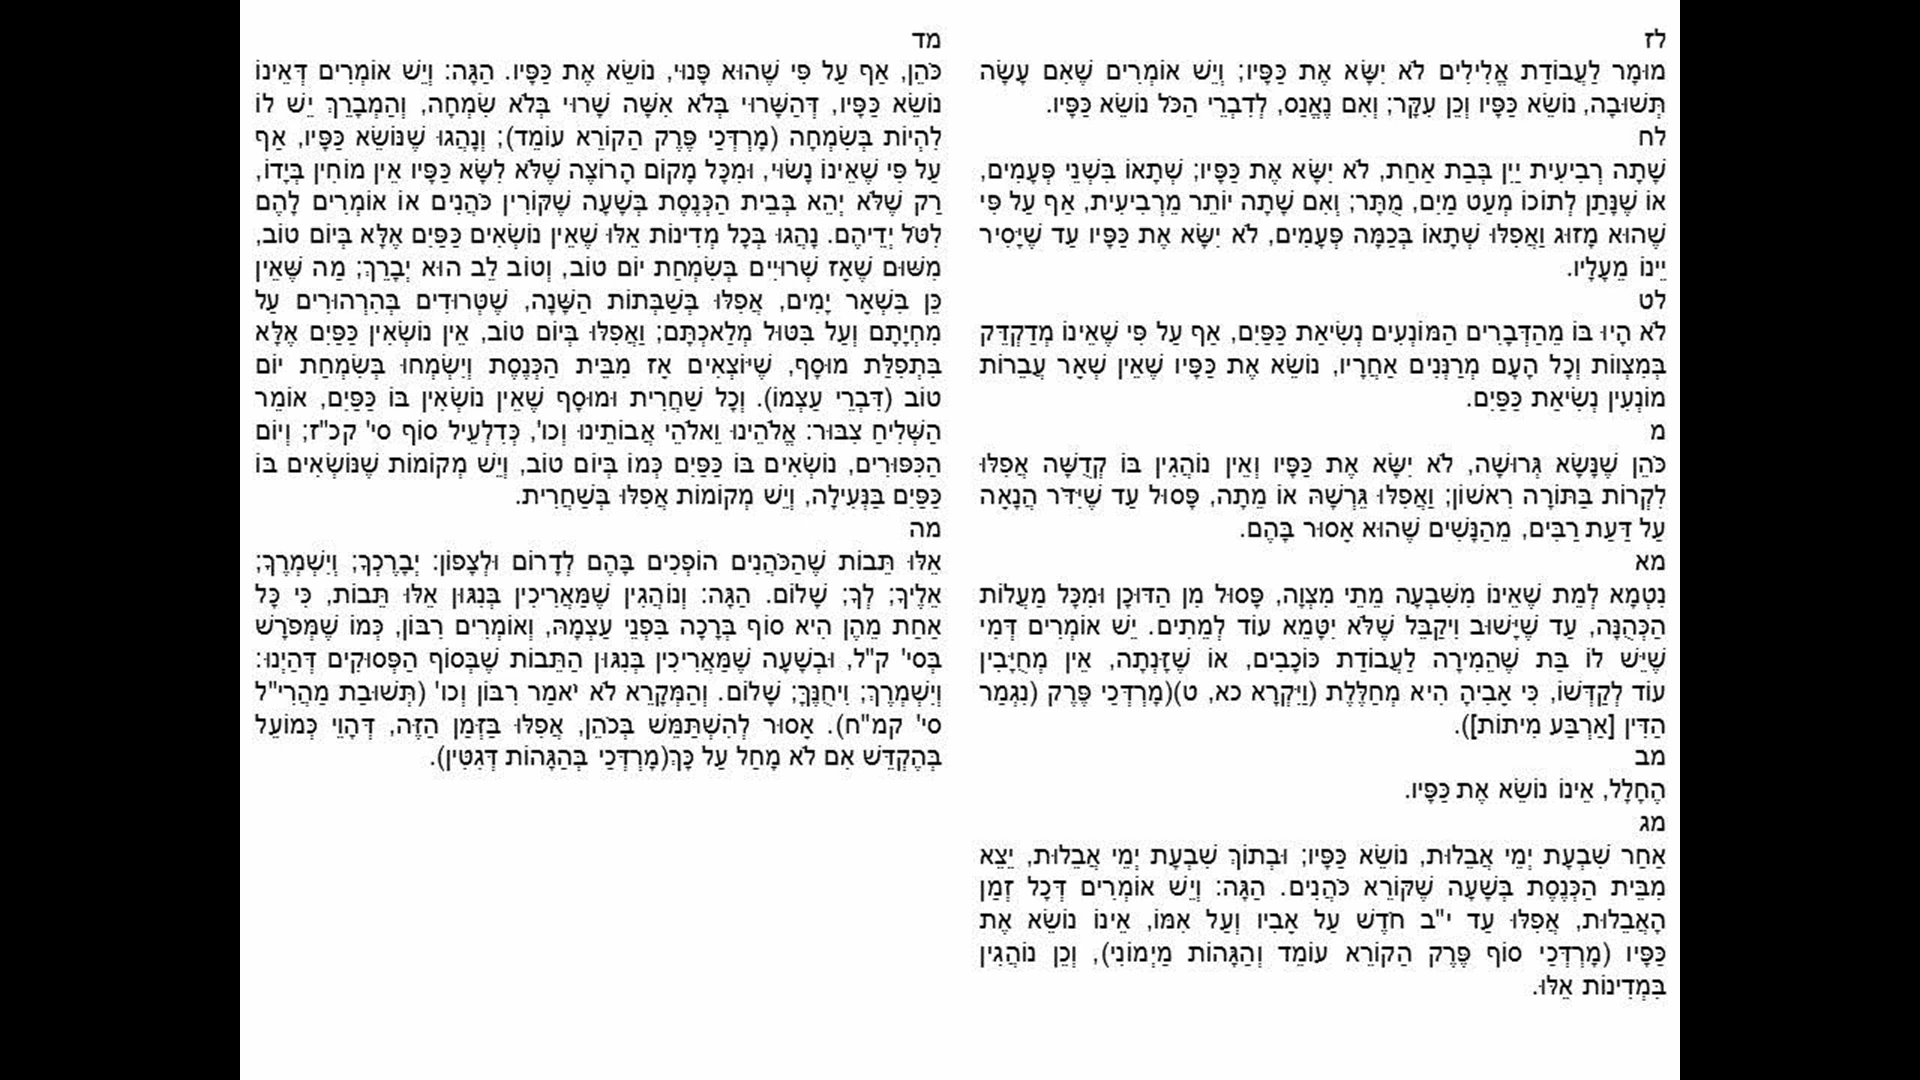 לז
מוּמָר לַעֲבוֹדַת אֱלִילִים לֹא יִשָּׂא אֶת כַּפָּיו; וְיֵשׁ אוֹמְרִים שֶׁאִם עָשָׂה
תְּשׁוּבָה, נוֹשֵׂא כַּפָּיו וְכֵן עִקָּר; וְאִם נֶאֱנַס, לְדִבְרֵי הַכֹּל נוֹשֵׂא כַּפָּיו.
לח
שָׁתָה רְבִיעִית יַיִן בְּבַת אַחַת, לֹא יִשָּׂא אֶת כַּפָּיו; שְׁתָאוֹ בִּשְׁנֵי פְּעָמִים,
אוֹ שֶׁנָּתַן לְתוֹכוֹ מְעַט מַיִם, מֻתָּר; וְאִם שָׁתָה יוֹתֵר מֵרְבִיעִית, אַף עַל פִּי
שֶׁהוּא מָזוּג וַאֲפִלּוּ שְׁתָאוֹ בְּכַמָּה פְּעָמִים, לֹא יִשָּׂא אֶת כַּפָּיו עַד שֶׁיָּסִיר
יֵינוֹ מֵעָלָיו.
לט
לֹא הָיוּ בּוֹ מֵהַדְּבָרִים הַמּוֹנְעִים נְשִׂיאַת כַּפַּיִם, אַף עַל פִּי שֶׁאֵינוֹ מְדַקְדֵּק
בְּמִצְווֹת וְכָל הָעָם מְרַנְּנִים אַחֲרָיו, נוֹשֵׂא אֶת כַּפָּיו שֶׁאֵין שְׁאָר עֲבֵרוֹת
מוֹנְעִין נְשִׂיאַת כַּפַּיִם.
מ
כֹּהֵן שֶׁנָּשָׂא גְּרוּשָׁה, לֹא יִשָּׂא אֶת כַּפָּיו וְאֵין נוֹהֲגִין בּוֹ קְדֻשָּׁה אֲפִלּוּ
לִקְרוֹת בַּתּוֹרָה רִאשׁוֹן; וַאֲפִלּוּ גֵּרְשָׁהּ אוֹ מֵתָה, פָּסוּל עַד שֶׁיִּדֹּר הֲנָאָה
עַל דַּעַת רַבִּים, מֵהַנָּשִׁים שֶׁהוּא אָסוּר בָּהֶם.
מא
נִטְמָא לְמֵת שֶׁאֵינוֹ מִשִּׁבְעָה מֵתֵי מִצְוָה, פָּסוּל מִן הַדּוּכָן וּמִכָּל מַעֲלוֹת
הַכְּהֻנָּה, עַד שֶׁיָּשׁוּב וִיקַבֵּל שֶׁלֹּא יִטָּמֵא עוֹד לְמֵתִים. יֵשׁ אוֹמְרִים דְּמִי
שֶׁיֵּשׁ לוֹ בַּת שֶׁהֵמִירָה לַעֲבוֹדַת כּוֹכָבִים, אוֹ שֶׁזָּנְתָה, אֵין מְחֻיָּבִין
עוֹד לְקַדְּשׁוֹ, כִּי אָבִיהָ הִיא מְחַלֶּלֶת (וַיִּקְרָא כא, ט)(מָרְדְּכַי פֶּרֶק (נִגְמַר
הַדִּין [אַרְבַּע מִיתוֹת]).
מב
הֶחָלָל, אֵינוֹ נוֹשֵׂא אֶת כַּפָּיו.
מג
אַחַר שִׁבְעַת יְמֵי אֲבֵלוּת, נוֹשֵׂא כַּפָּיו; וּבְתוֹךְ שִׁבְעַת יְמֵי אֲבֵלוּת, יֵצֵא
מִבֵּית הַכְּנֶסֶת בְּשָׁעָה שֶׁקּוֹרֵא כֹּהֲנִים. הַגָּה: וְיֵשׁ אוֹמְרִים דְּכָל זְמַן
הָאֲבֵלוּת, אֲפִלּוּ עַד י"ב חֹדֶשׁ עַל אָבִיו וְעַל אִמּוֹ, אֵינוֹ נוֹשֵׂא אֶת
כַּפָּיו (מָרְדְּכַי סוֹף פֶּרֶק הַקּוֹרֵא עוֹמֵד וְהַגָּהוֹת מַיְמוֹנִי), וְכֵן נוֹהֲגִין
בִּמְדִינוֹת אֵלּוּ.
מד
כֹּהֵן, אַף עַל פִּי שֶׁהוּא פָּנוּי, נוֹשֵׂא אֶת כַּפָּיו. הַגָּה: וְיֵשׁ אוֹמְרִים דְּאֵינוֹ
נוֹשֵׂא כַּפָּיו, דְּהַשָּׁרוּי בְּלֹא אִשָּׁה שָׁרוּי בְּלֹא שִׂמְחָה, וְהַמְבָרֵךְ יֵשׁ לוֹ
לִהְיוֹת בְּשִׂמְחָה (מָרְדְּכַי פֶּרֶק הַקּוֹרֵא עוֹמֵד); וְנָהֲגוּ שֶׁנּוֹשֵׂא כַּפָּיו, אַף
עַל פִּי שֶׁאֵינוֹ נָשׂוּי, וּמִכָּל מָקוֹם הָרוֹצֶה שֶׁלֹּא לִשָּׂא כַּפָּיו אֵין מוֹחִין בְּיָדוֹ,
רַק שֶׁלֹּא יְהֵא בְּבֵית הַכְּנֶסֶת בְּשָׁעָה שֶׁקּוֹרִין כֹּהֲנִים אוֹ אוֹמְרִים לָהֶם
לִטֹּל יְדֵיהֶם. נָהֲגוּ בְּכָל מְדִינוֹת אֵלּוּ שֶׁאֵין נוֹשְׂאִים כַּפַּיִם אֶלָּא בְּיוֹם טוֹב,
מִשּׁוּם שֶׁאָז שְׁרוּיִים בְּשִׂמְחַת יוֹם טוֹב, וְטוֹב לֵב הוּא יְבָרֵךְ; מַה שֶּׁאֵין
כֵּן בִּשְׁאָר יָמִים, אֲפִלּוּ בְּשַׁבְּתוֹת הַשָּׁנָה, שֶׁטְּרוּדִים בְּהִרְהוּרִים עַל
מִחְיָתָם וְעַל בִּטּוּל מְלַאכְתָּם; וַאֲפִלּוּ בְּיוֹם טוֹב, אֵין נוֹשְׂאִין כַּפַּיִם אֶלָּא
בִּתְפִלַּת מוּסָף, שֶׁיּוֹצְאִים אָז מִבֵּית הַכְּנֶסֶת וְיִשְׂמְחוּ בְּשִׂמְחַת יוֹם
טוֹב (דִּבְרֵי עַצְמוֹ). וְכָל שַׁחֲרִית וּמוּסָף שֶׁאֵין נוֹשְׂאִין בּוֹ כַּפַּיִם, אוֹמֵר
הַשְּׁלִיחַ צִבּוּר: אֱלֹהֵינוּ וֵאלֹהֵי אֲבוֹתֵינוּ וְכוּ', כְּדִלְעֵיל סוֹף סי' קכ"ז; וְיוֹם
הַכִּפּוּרִים, נוֹשְׂאִים בּוֹ כַּפַּיִם כְּמוֹ בְּיוֹם טוֹב, וְיֵשׁ מְקוֹמוֹת שֶׁנּוֹשְׂאִים בּוֹ
כַּפַּיִם בַּנְּעִילָה, וְיֵשׁ מְקוֹמוֹת אֲפִלּוּ בְּשַׁחֲרִית.
מה
אֵלּוּ תֵּבוֹת שֶׁהַכֹּהֲנִים הוֹפְכִים בָּהֶם לְדָרוֹם וּלְצָפוֹן: יְבָרֶכְךָ; וְיִשְׁמְרֶךָ;
אֵלֶיךָ; לְךָ; שָׁלוֹם. הַגָּה: וְנוֹהֲגִין שֶׁמַּאֲרִיכִין בְּנִגּוּן אֵלּוּ תֵּבוֹת, כִּי כָּל
אַחַת מֵהֶן הִיא סוֹף בְּרָכָה בִּפְנֵי עַצְמָהּ, וְאוֹמְרִים רִבּוֹן, כְּמוֹ שֶׁמְּפֹרָשׁ
בְּסי' ק"ל, וּבְשָׁעָה שֶׁמַּאֲרִיכִין בְּנִגּוּן הַתֵּבוֹת שֶׁבְּסוֹף הַפְּסוּקִים דְּהַיְנוּ:
וְיִשְׁמְרֶךָ; וִיחֻנֶּךָּ; שָׁלוֹם. וְהַמַּקְרֵא לֹא יֹאמַר רִבּוֹן וְכוּ' (תְּשׁוּבַת מַהֲרִי"ל
סי' קמ"ח). אָסוּר לְהִשְׁתַּמֵּשׁ בְּכֹהֵן, אֲפִלּוּ בַּזְּמַן הַזֶּה, דְּהָוֵי כְּמוֹעֵל
בְּהֶקְדֵּשׁ אִם לֹא מָחַל עַל כָּךְ(מָרְדְּכַי בְּהַגָּהוֹת דְּגִטִּין).